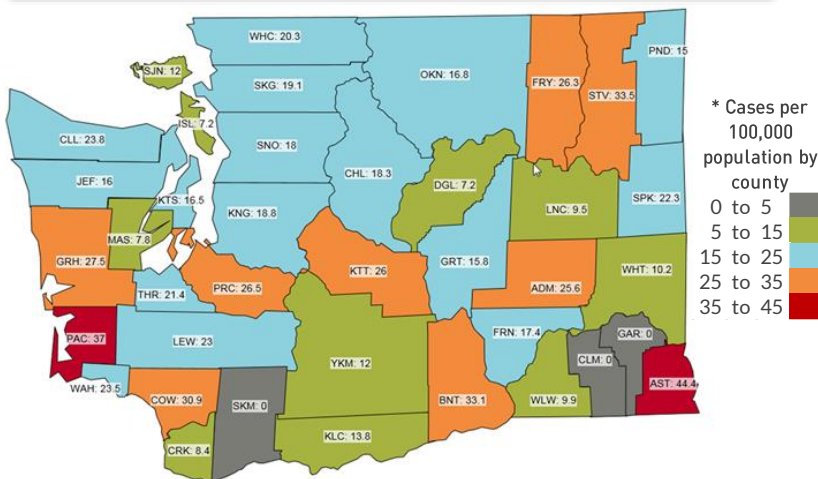 WHC: 20.3
PND: 15
SJN: 12
OKN: 16.8
SKG: 19.1
FRY: 26.3
STV: 33.5
ISL: 7.2
CLL: 23.8
SNO: 18
CHL: 18.3
JEF: 16
DGL: 7.2
KTS: 16.5
SPK: 22.3
LNC: 9.5
KNG: 18.8
MAS: 7.8
GRH: 27.5
GRT: 15.8
KTT: 26
WHT: 10.2
PRC: 26.5
ADM: 25.6
THR: 21.4
FRN: 17.4
GAR: 0
PAC: 37
LEW: 23
CLM: 0
YKM: 12
AST: 44.4
WAH: 23.5
COW: 30.9
SKM: 0
BNT: 33.1
WLW: 9.9
KLC: 13.8
CRK: 8.4
* Cases per
100,000
population by
county
0 to 5
5 to 15
15 to 25
25 to 35
35 to 45